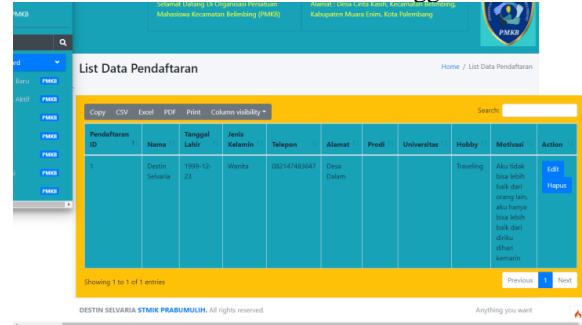 Selamat Datang Di Organisasi Persatuan
Mahasiswa Kecamatan Belimbing (PMKB)
Alamat : Desa Cinta Kasih, Kecamatan Belimbing,
Kabupaten Muara Enim, Kota Palembang
PMKB
PMKB
List Data Pendaftaran
Home / List Data Pendaftaran
Baru PMKB
Aktif PMKB
PMKB
PMKB
PMKB
PMKB
PMKB
Copy CSV Excel PDF Print Column visibility
Search:
Pendaftaran ID Nama Tanggal Lahir Jenis Kelamin Telepon Alamat Prodi Universitas Hobby Motivasi Action
1 Destin Selvaria 1999-12-23 Wanita 082147483647 Desa Dalam Traveling
Aku tidak
bisa lebih
baik dari
orang lain,
aku hanya
bisa lebih
baik dari
diriku
dihari
kemarin
Edit
Hapus
Showing 1 to 1 of 1 entries
Previous 1 Next
DESTIN SELVARIA STMIK PRABUMULIH. All rights reserved.
Anything you want